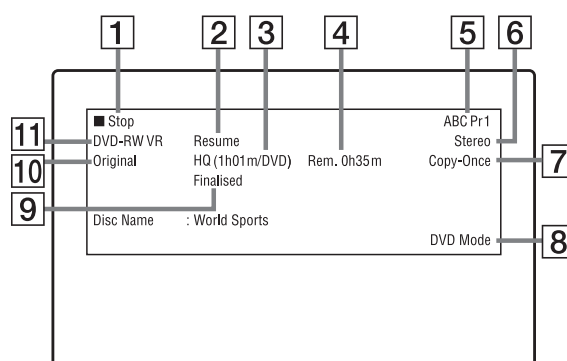 1 2 3 4 5 6
■ Stop ABC Pr1
11 DVD-RW VR Resume Stereo
10 Original HQ (1h01m/DVD) Rem. 0h35m Copy-Once 7
Finalised
9
Disc Name : World Sports
DVD Mode 8